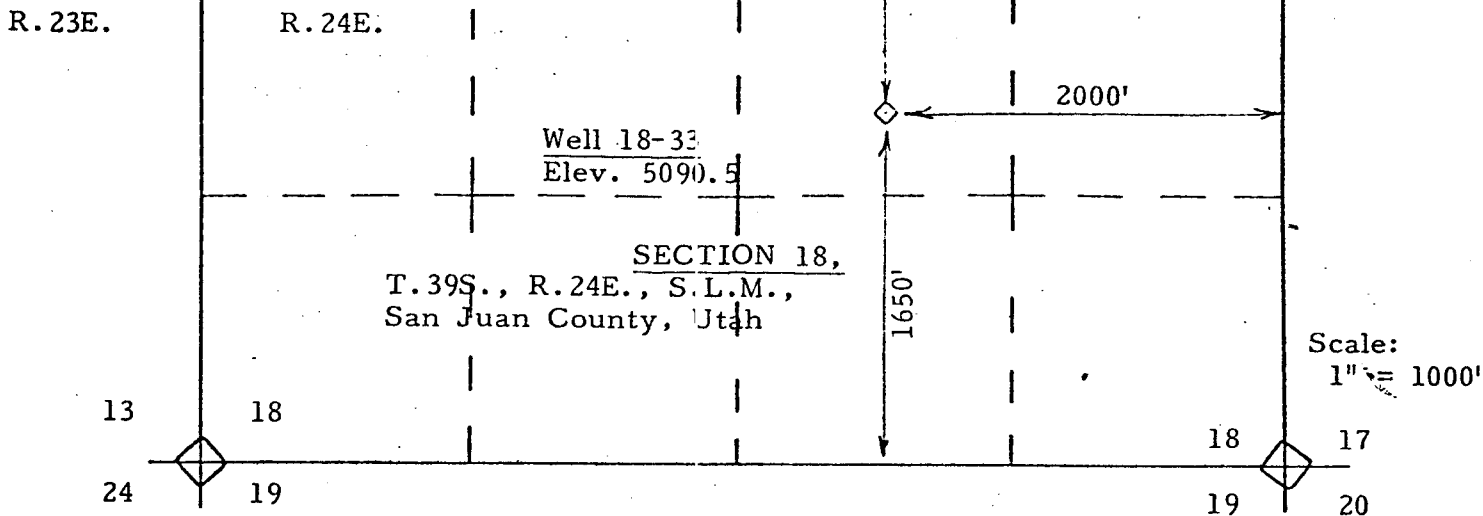 R.23E. R.24E.
2000'
Well 18-33
Elev. 5090.5
SECTION 18,
T.39S., R.24E., S.L.M.,
San Juan County, Utah
1650'
Scale:
1" = 1000'
13 18
18 17
24 19
19 20